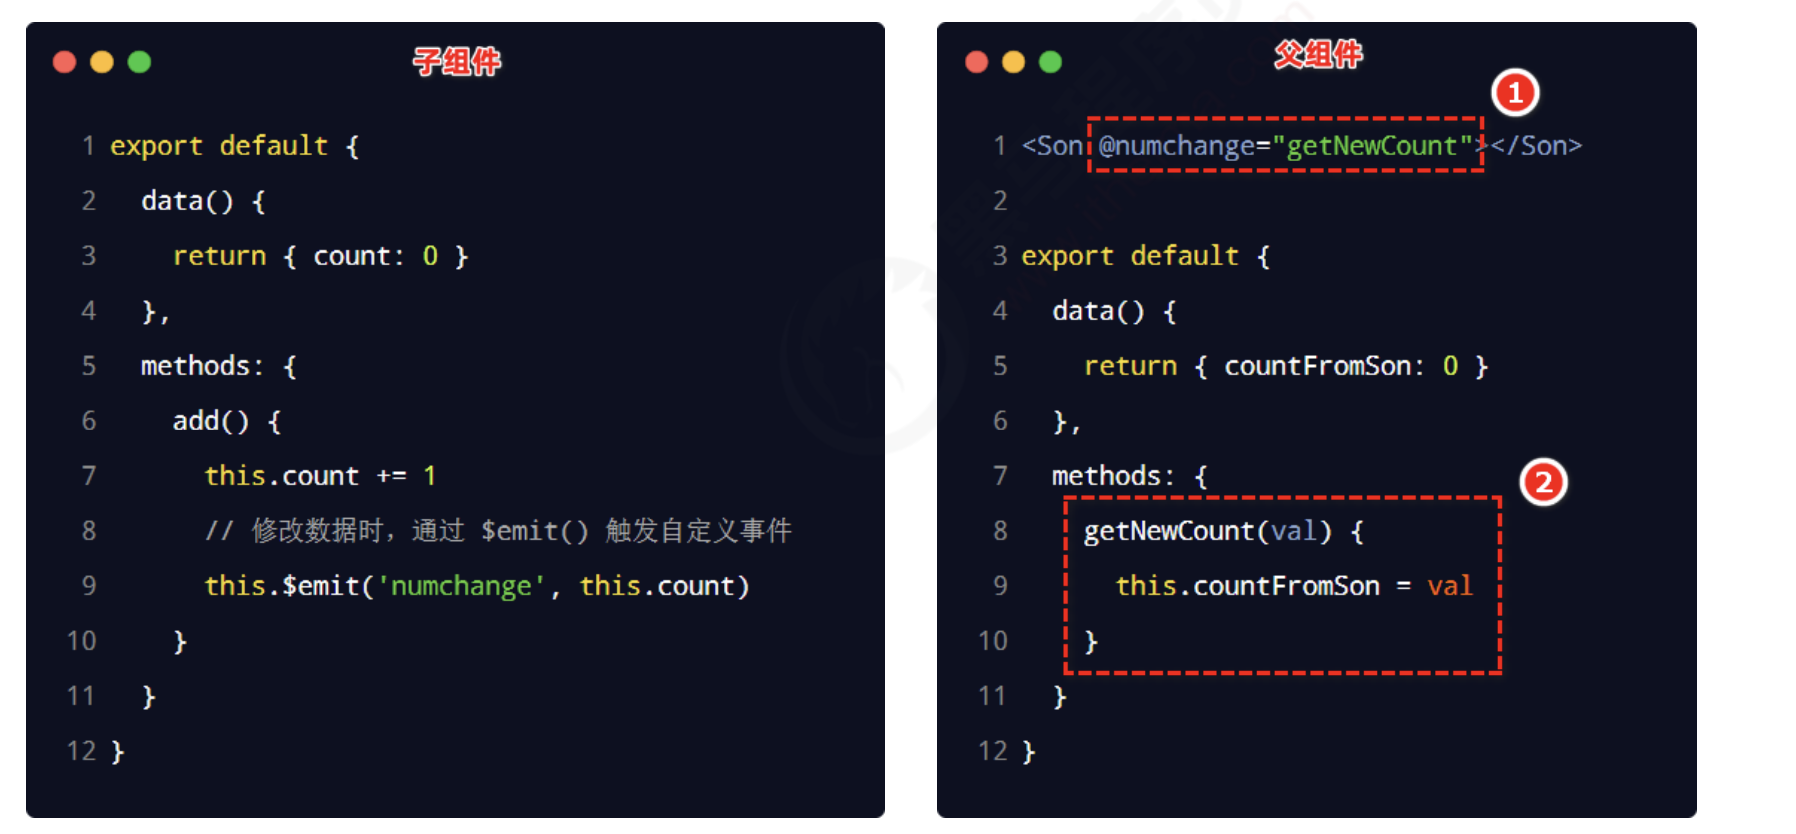 子组件
1 export default {
2 data() {
3 return { count: 0 }
4 },
5 methods: {
6 add() {
7 this.count += 1
8 // 修改数据时，通过 $emit() 触发自定义事件
9 this.$emit('numchange', this.count)
10 }
11 }
12 }
父组件
1
1 <Son @numchange="getNewCount"></Son>
2
3 export default {
4 data() {
5 return { countFromSon: 0 }
6 },
7 methods: {
2
8 getNewCount(val) {
9 this.countFromSon = val
10 }
11 }
12 }